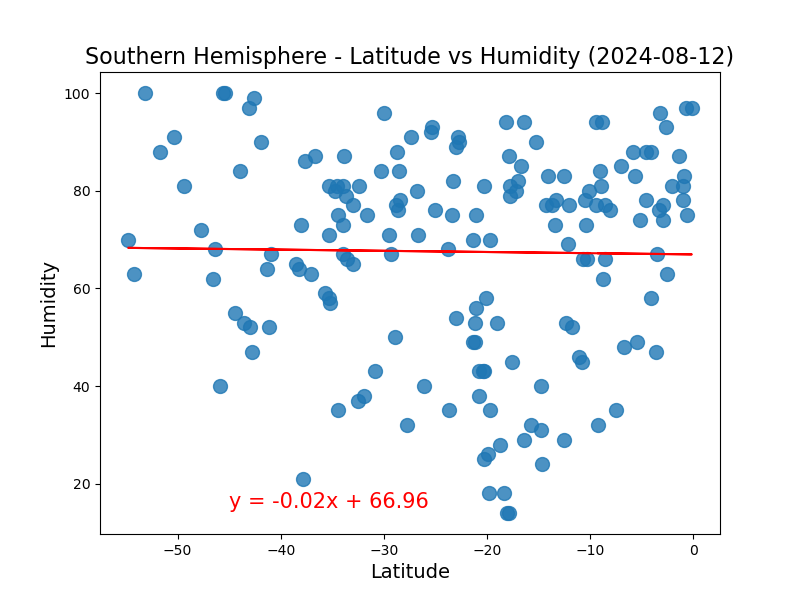 Southern Hemisphere - Latitude vs Humidity (2024-08-12)
100
80
60
40
20
Humidity
y = -0.02x + 66.96
−50
−40
−30
−20
−10
0
Latitude